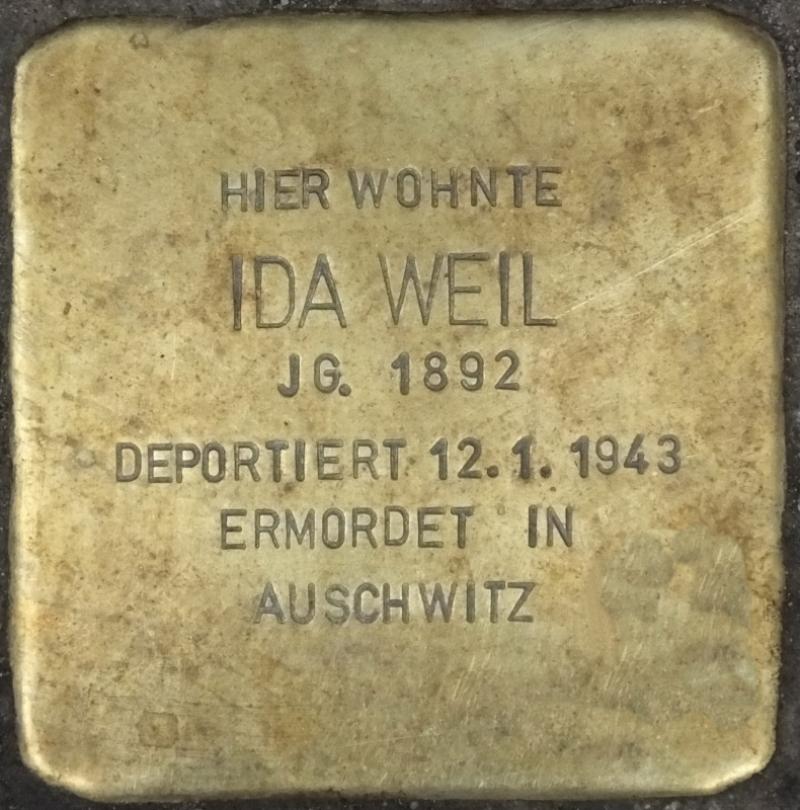 HIER WOHNTE
IDA WEIL
JG. 1892
DEPORTIERT 12.1.1943
ERMORDET IN
AUSCHWITZ